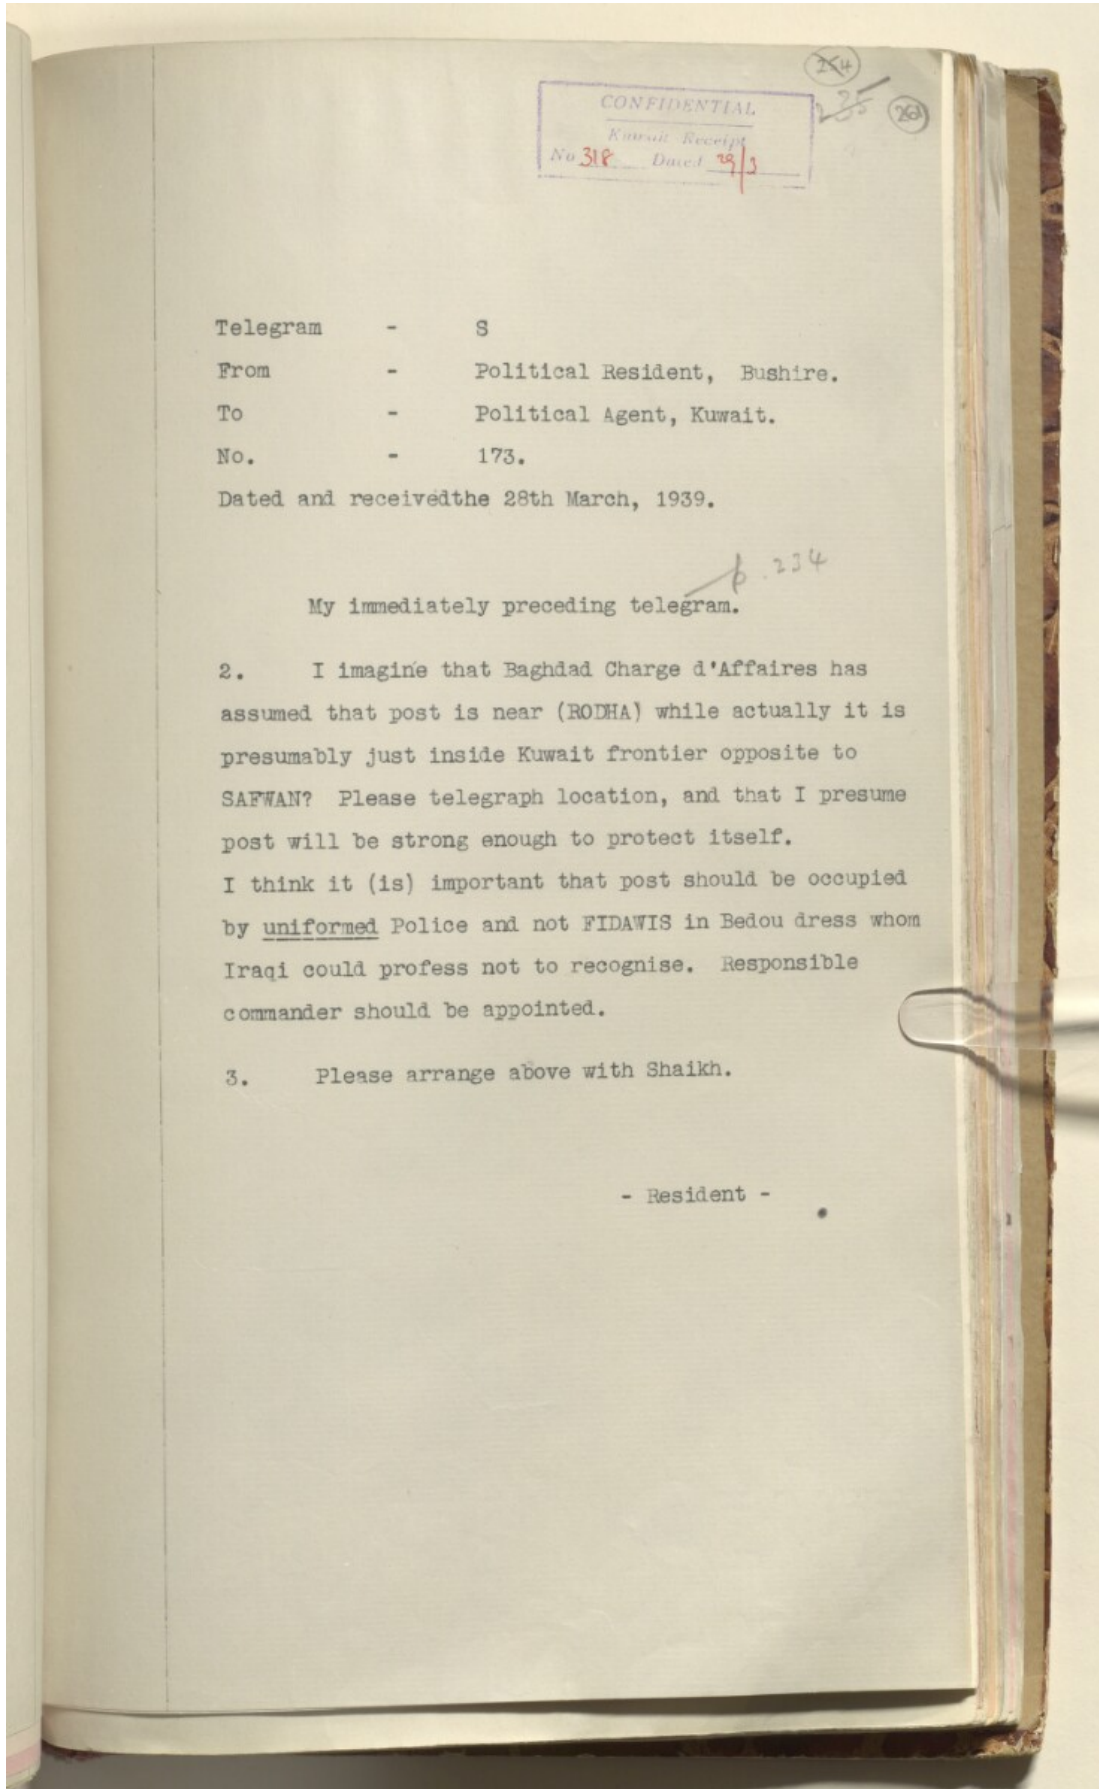 254
235
261
CONFIDENTIAL
Kuwait Receipt
No 318 Dated 29/3
Telegram - S
From - Political Resident, Bushire.
To - Political Agent, Kuwait.
No. - 173.
Dated and receivedthe 28th March, 1939.
p. 234
My immediately preceding telegram.
2. I imagine that Baghdad Charge d'Affaires has
assumed that post is near (RODHA) while actually it is
presumably just inside Kuwait frontier opposite to
SAFWAN? Please telegraph location, and that I presume
post will be strong enough to protect itself.
I think it (is) important that post should be occupied
by uniformed Police and not FIDAWIS in Bedou dress whom
Iraqi could profess not to recognise. Responsible
commander should be appointed.
3. Please arrange above with Shaikh.
- Resident -